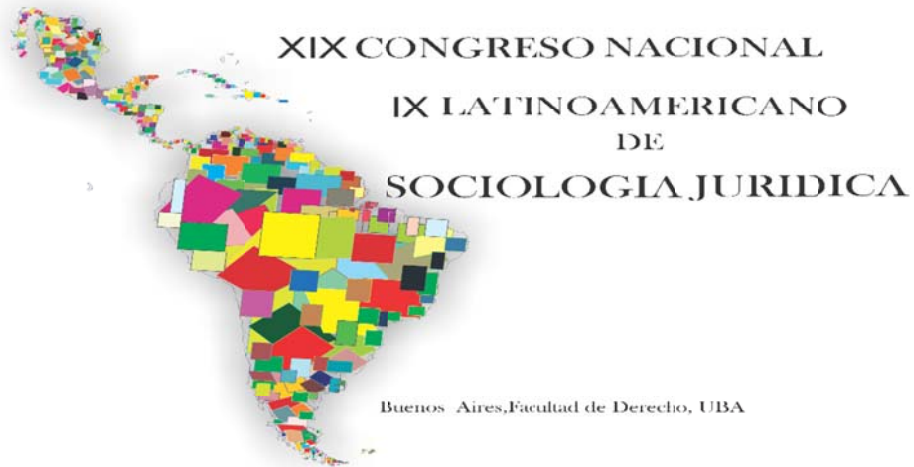 XIX CONGRESO NACIONAL
IX LATINOAMERICANO
DE
SOCIOLOGIA JURIDICA
Buenos Aires,Facultad de Derecho, UBA